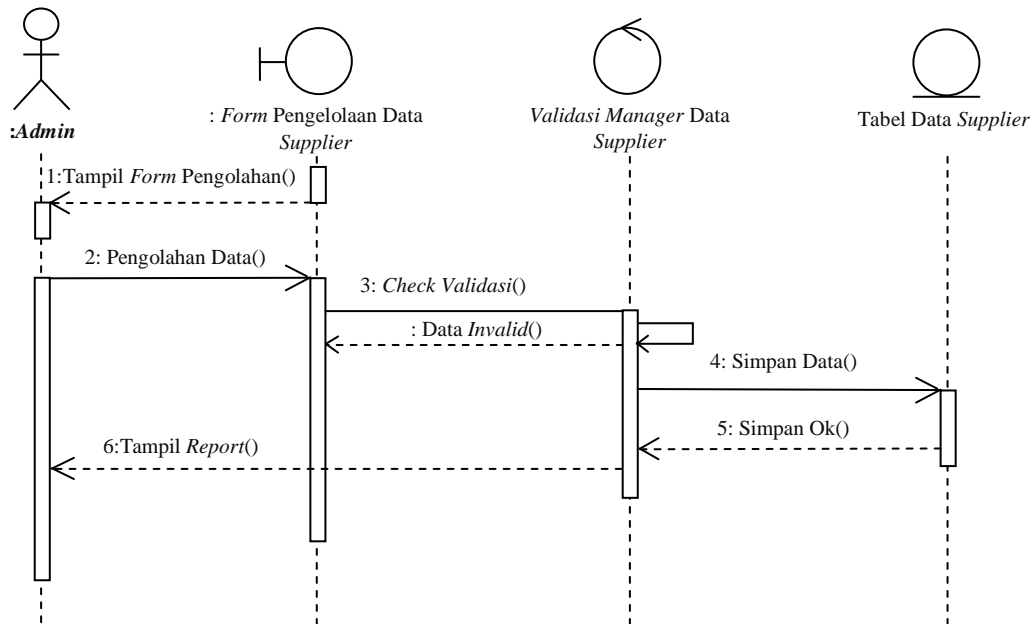 :Admin
: Form Pengelolaan Data
Supplier
Validasi Manager Data
Supplier
Tabel Data Supplier
1:Tampil Form Pengolahan()
2: Pengolahan Data()
3: Check Validasi()
: Data Invalid()
4: Simpan Data()
5: Simpan Ok()
6:Tampil Report()